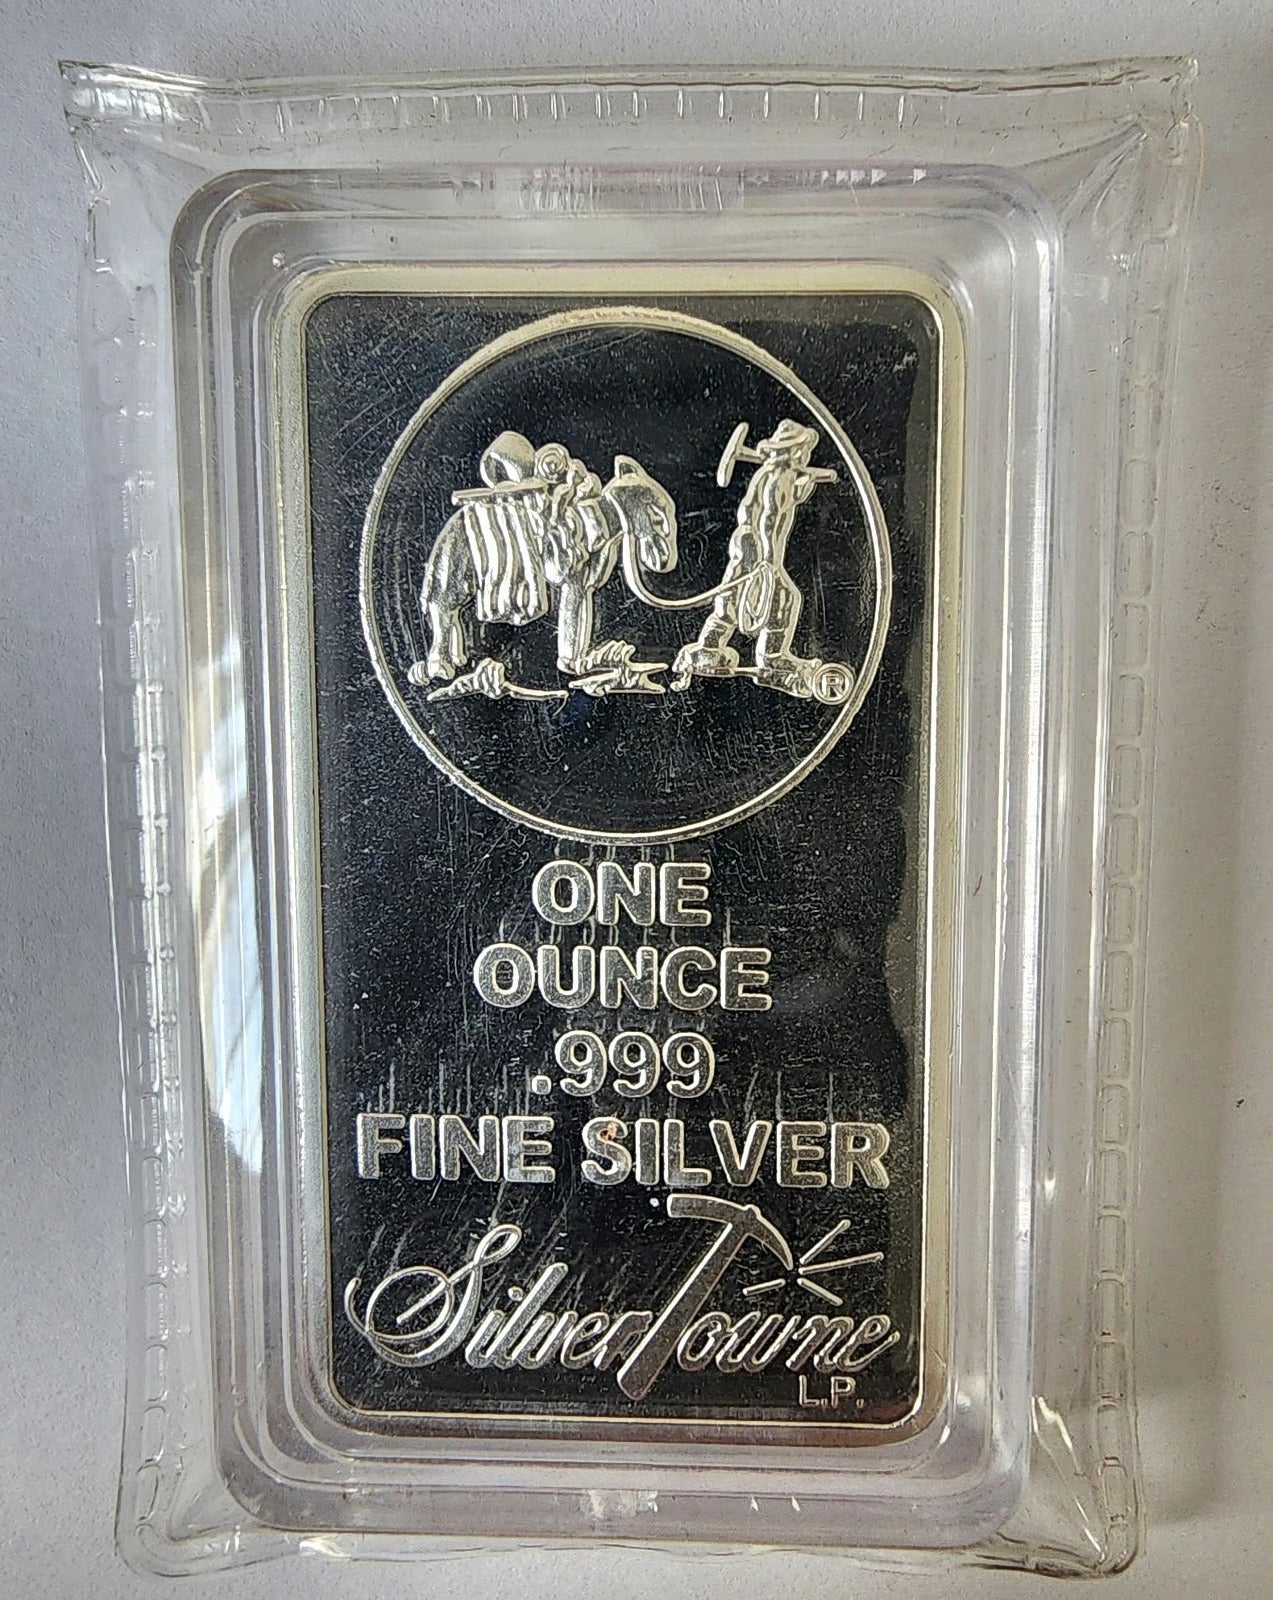 ®
ONE
OUNCE
.999
FINE SILVER
SilverTowne
L.P.